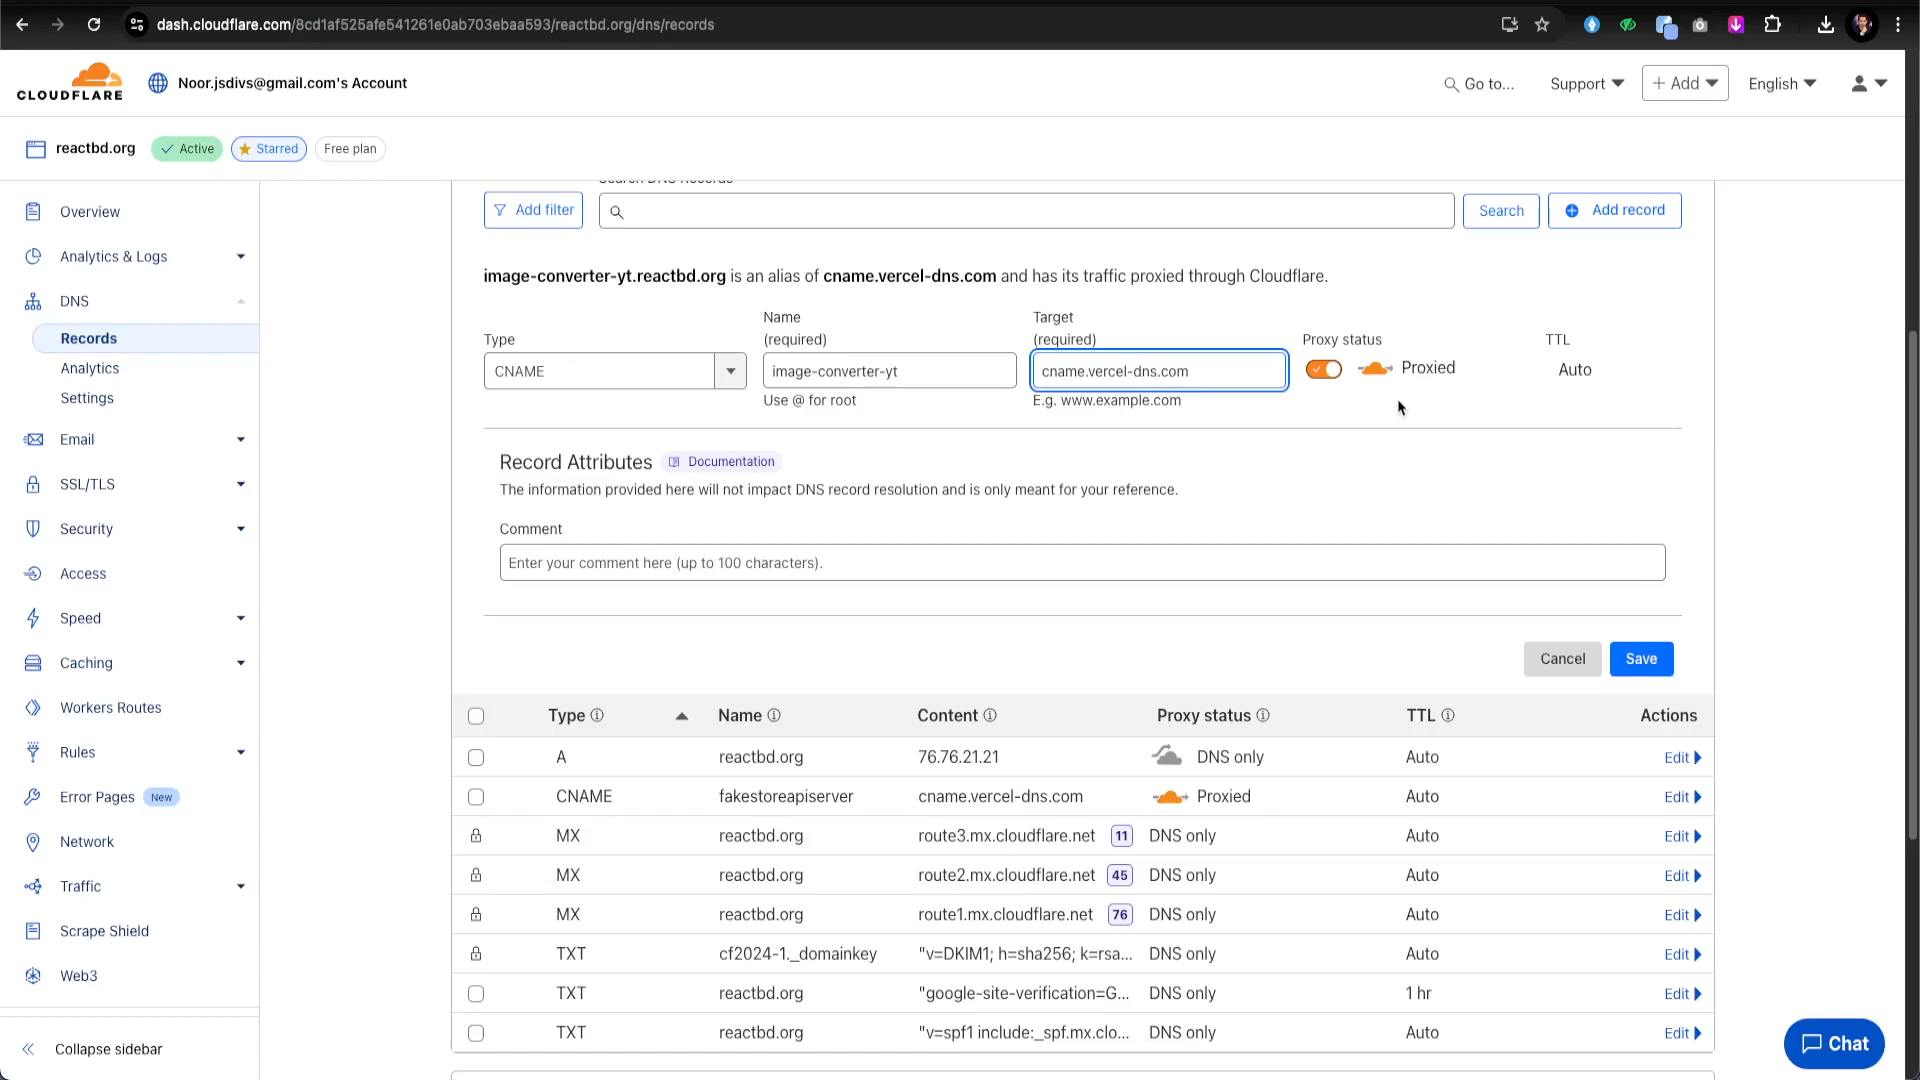 dash.cloudflare.com/8cd1af525afe541261e0ab703ebaa593/reactbd.org/dns/records
CLOUDFLARE
Noor.jsdivs@gmail.com's Account
Go to...
Support
+ Add
English
reactbd.org
Active
Starred
Free plan
Overview
Analytics & Logs
DNS
Records
Analytics
Settings
Email
SSL/TLS
Security
Access
Speed
Caching
Workers Routes
Rules
Error Pages New
Network
Traffic
Scrape Shield
Web3
Collapse sidebar
Search DNS Records
Add filter
Search
Add record
image-converter-yt.reactbd.org is an alias of cname.vercel-dns.com and has its traffic proxied through Cloudflare.
Type
CNAME
Name
(required)
image-converter-yt
Use @ for root
Target
(required)
cname.vercel-dns.com
E.g. www.example.com
Proxy status
Proxied
TTL
Auto
Record Attributes Documentation
The information provided here will not impact DNS record resolution and is only meant for your reference.
Comment
Enter your comment here (up to 100 characters).
Cancel
Save
Type Name Content Proxy status TTL Actions
A reactbd.org 76.76.21.21 DNS only Auto Edit
CNAME fakestoreapiserver cname.vercel-dns.com Proxied Auto Edit
MX reactbd.org route3.mx.cloudflare.net 11 DNS only Auto Edit
MX reactbd.org route2.mx.cloudflare.net 45 DNS only Auto Edit
MX reactbd.org route1.mx.cloudflare.net 76 DNS only Auto Edit
TXT cf2024-1._domainkey "v=DKIM1; h=sha256; k=rsa... DNS only Auto Edit
TXT reactbd.org "google-site-verification=G... DNS only 1 hr Edit
TXT reactbd.org "v=spf1 include:_spf.mx.clo... DNS only Auto Edit
Chat